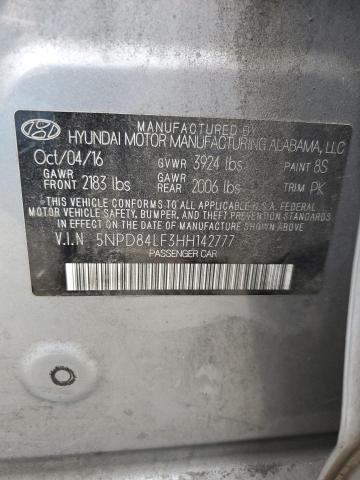 MANUFACTURED BY
HYUNDAI MOTOR MANUFACTURING ALABAMA, LLC
Oct/04/16 GVWR 3924 lbs PAINT 8S
GAWR FRONT 2183 lbs GAWR REAR 2006 lbs TRIM PK
THIS VEHICLE CONFORMS TO ALL APPLICABLE U.S.A. FEDERAL
MOTOR VEHICLE SAFETY, BUMPER, AND THEFT PREVENTION STANDARDS
IN EFFECT ON THE DATE OF MANUFACTURE SHOWN ABOVE.
V.I.N 5NPD84LF3HH142777
PASSENGER CAR